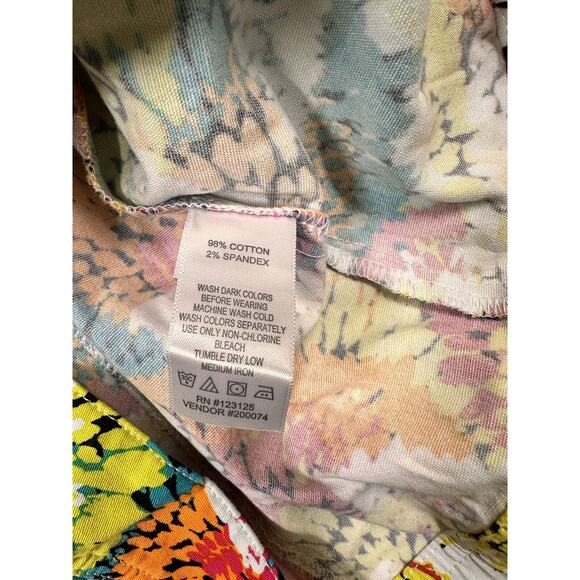 98% COTTON
2% SPANDEX
WASH DARK COLORS
BEFORE WEARING
MACHINE WASH COLD
WASH COLORS SEPARATELY
USE ONLY NON-CHLORINE
BLEACH
TUMBLE DRY LOW
MEDIUM IRON
RN #123125
VENDOR #200074